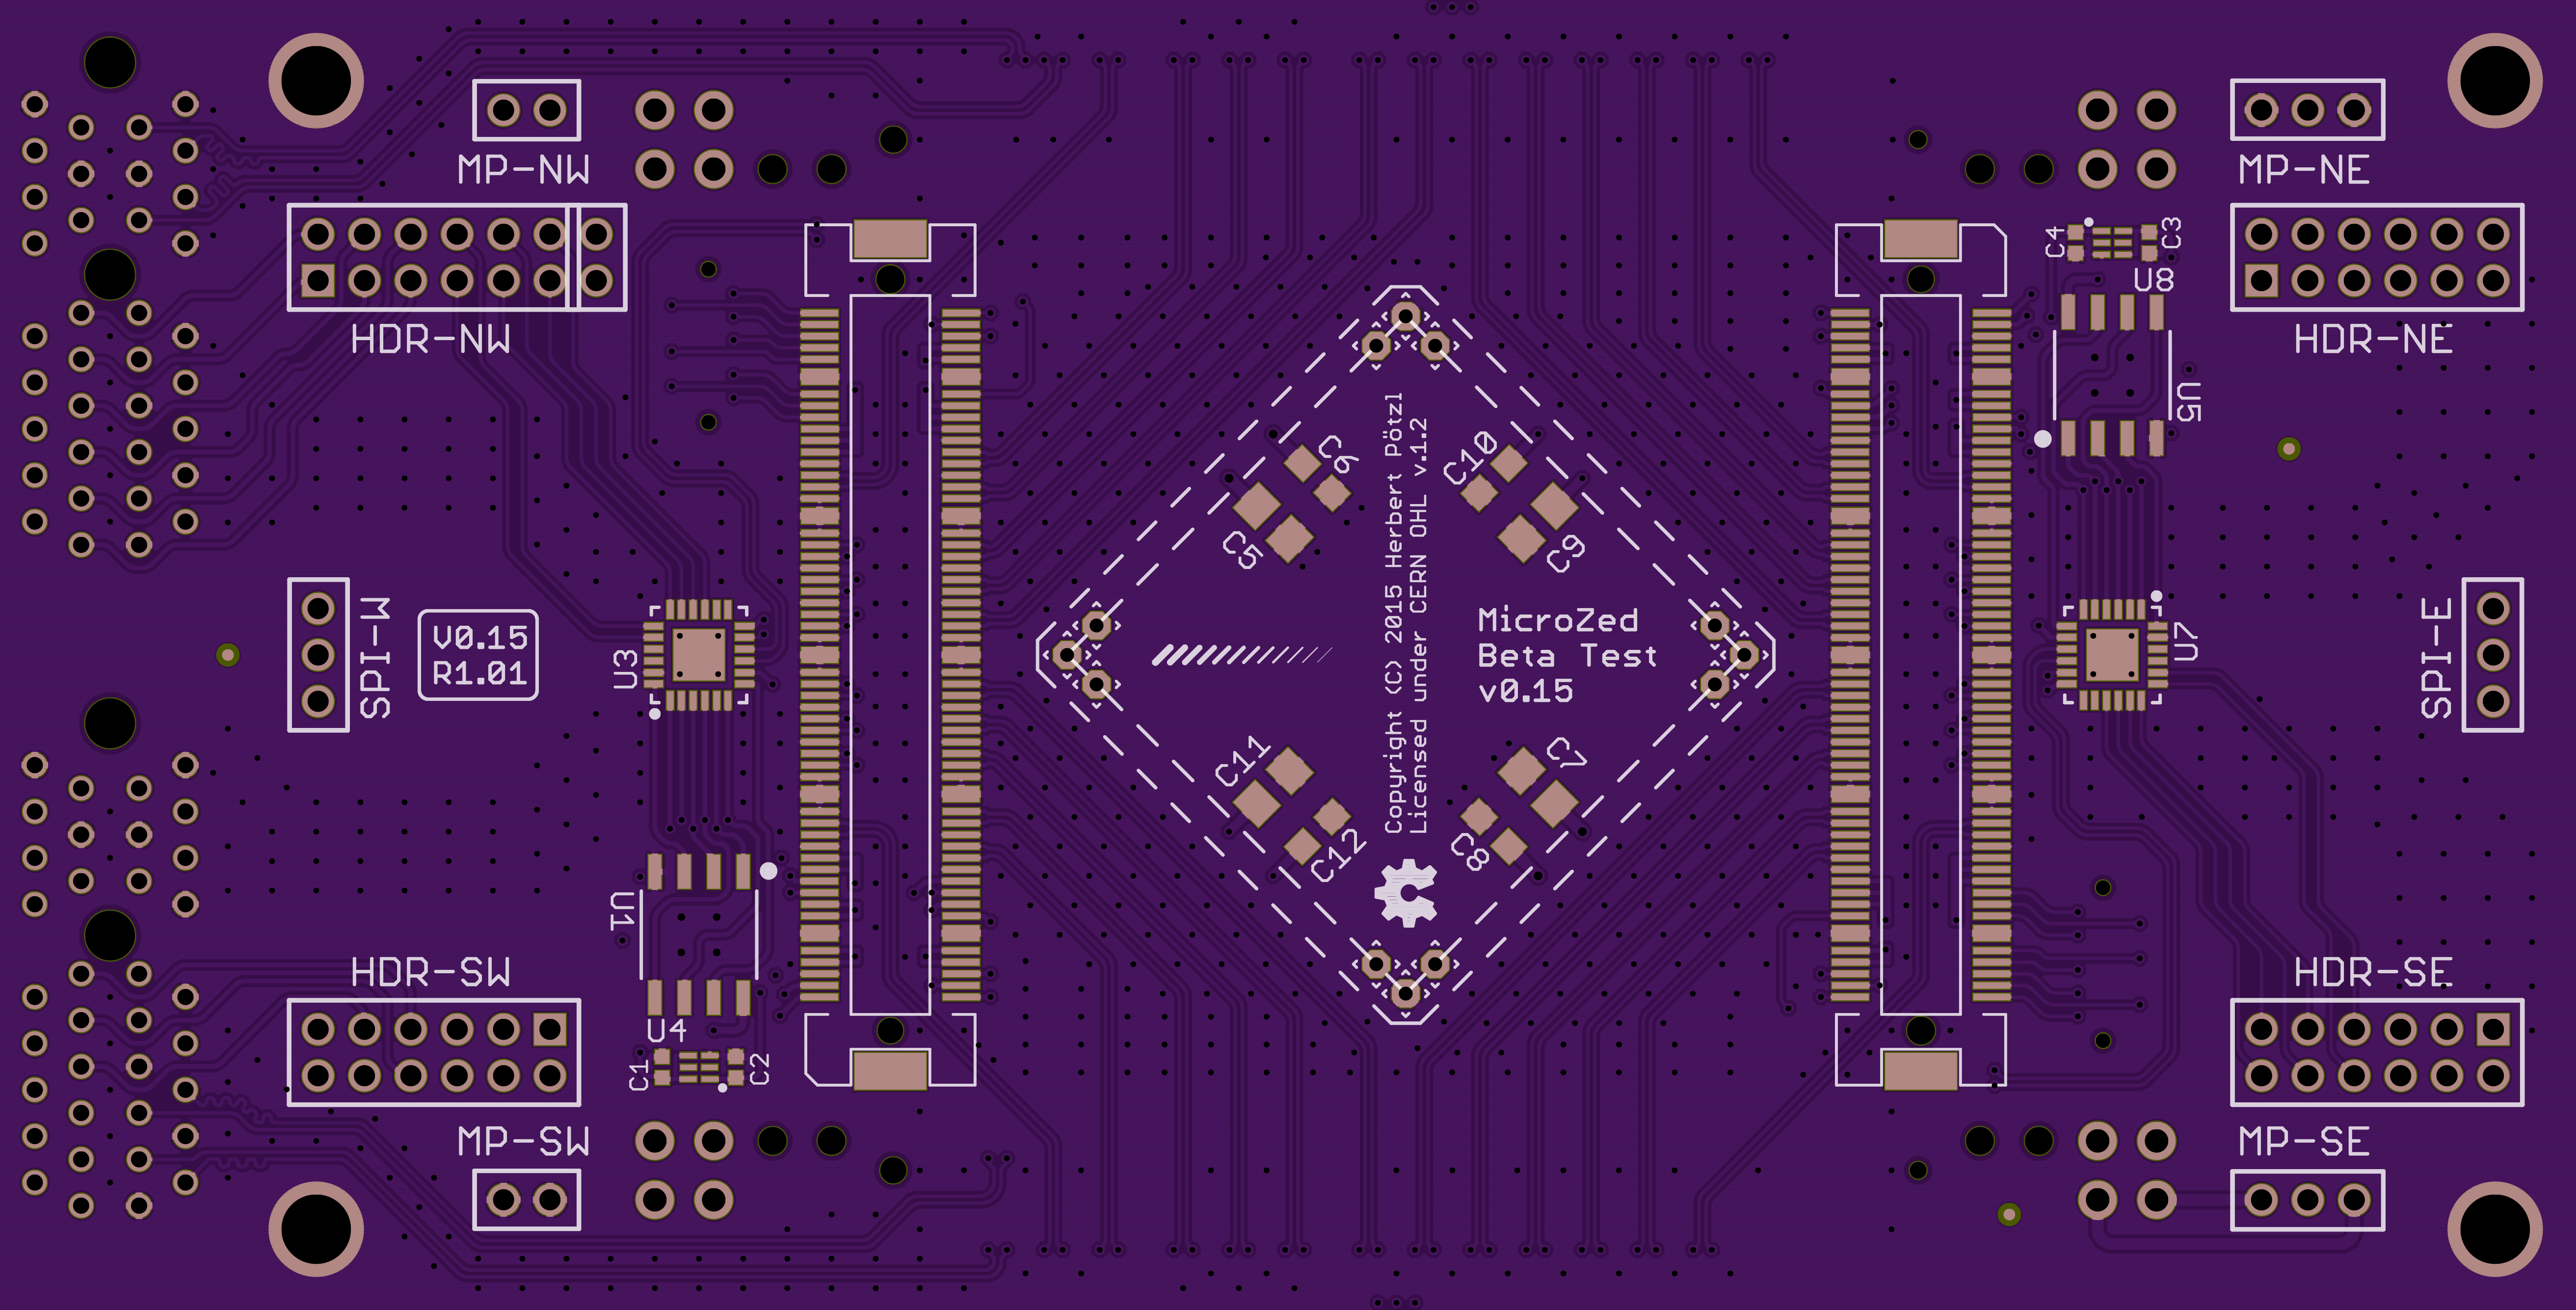 MP-NW
MP-NE
HDR-NW
C4
C3
U8
HDR-NE
U5
C6
C10
C5
C9
Copyright (C) 2015 Herbert Pötzl
Licensed under CERN OHL v.1.2
SPI-W
V0.15
R1.01
U3
MicroZed
Beta Test
v0.15
U7
SPI-E
C11
C7
C12
C8
U1
HDR-SW
HDR-SE
U4
C1
C2
MP-SW
MP-SE